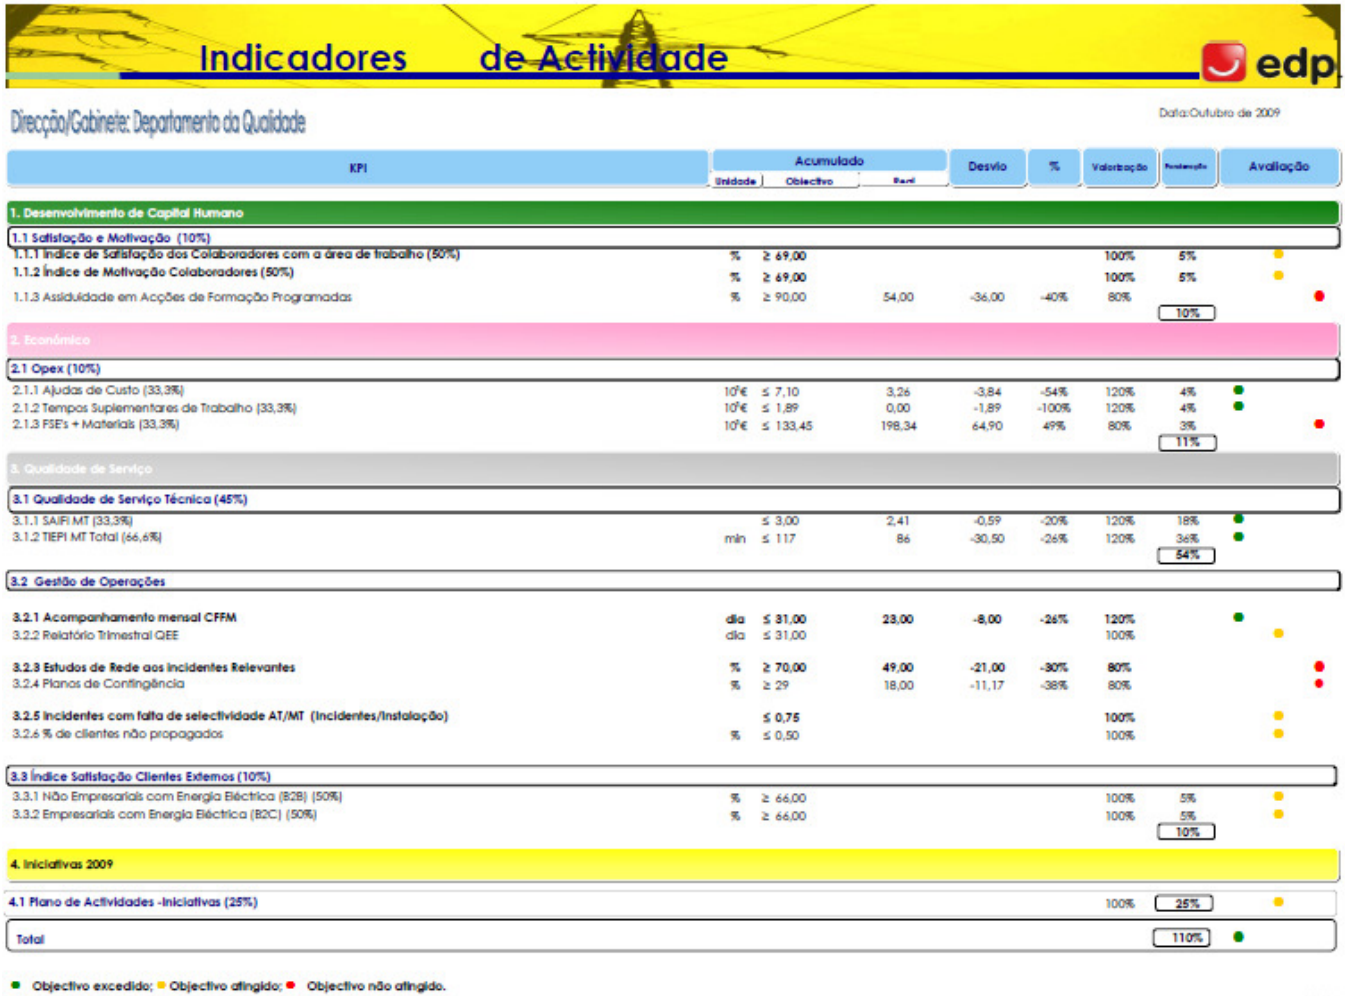 Indicadores de Actividade
edp
Direcção/Gabinete: Departamento da Qualidade
Data:Outubro de 2009
KPI Acumulado Desvio % Valorização Ponderação Avaliação
Unidade Objectivo Real
1. Desenvolvimento de Capital Humano
1.1 Satisfação e Motivação (10%)
1.1.1 Indice de Satisfação dos Colaboradores com a área de trabalho (50%) % ≥ 69,00 100% 5%
1.1.2 Índice de Motivação Colaboradores (50%) % ≥ 69,00 100% 5%
1.1.3 Assiduidade em Acções de Formação Programadas % ≥ 90,00 54,00 -36,00 -40% 80%
10%
2. Económico
2.1 Opex (10%)
2.1.1 Ajudas de Custo (33,3%) 10³€ ≤ 7,10 3,26 -3,84 -54% 120% 4%
2.1.2 Tempos Suplementares de Trabalho (33,3%) 10³€ ≤ 1,89 0,00 -1,89 -100% 120% 4%
2.1.3 FSE's + Materiais (33,3%) 10³€ ≤ 133,45 198,34 64,90 49% 80% 3%
11%
3. Qualidade de Serviço
3.1 Qualidade de Serviço Técnica (45%)
3.1.1 SAIFI MT (33,3%) ≤ 3,00 2,41 -0,59 -20% 120% 18%
3.1.2 TIEPI MT Total (66,6%) min ≤ 117 86 -30,50 -26% 120% 36%
54%
3.2 Gestão de Operações
3.2.1 Acompanhamento mensal CFFM dia ≤ 31,00 23,00 -8,00 -26% 120%
3.2.2 Relatório Trimestral QEE dia ≤ 31,00 100%
3.2.3 Estudos de Rede aos incidentes Relevantes % ≥ 70,00 49,00 -21,00 -30% 80%
3.2.4 Planos de Contingência % ≥ 29 18,00 -11,17 -38% 80%
3.2.5 Incidentes com falta de selectividade AT/MT (Incidentes/Instalação) ≤ 0,75 100%
3.2.6 % de clientes não propagados % ≤ 0,50 100%
3.3 Índice Satisfação Clientes Externos (10%)
3.3.1 Não Empresariais com Energia Eléctrica (B2B) (50%) % ≥ 66,00 100% 5%
3.3.2 Empresariais com Energia Eléctrica (B2C) (50%) % ≥ 66,00 100% 5%
10%
4. Iniciativas 2009
4.1 Plano de Actividades -Iniciativas (25%) 100% 25%
Total 110%
Objectivo excedido; Objectivo atingido; Objectivo não atingido.